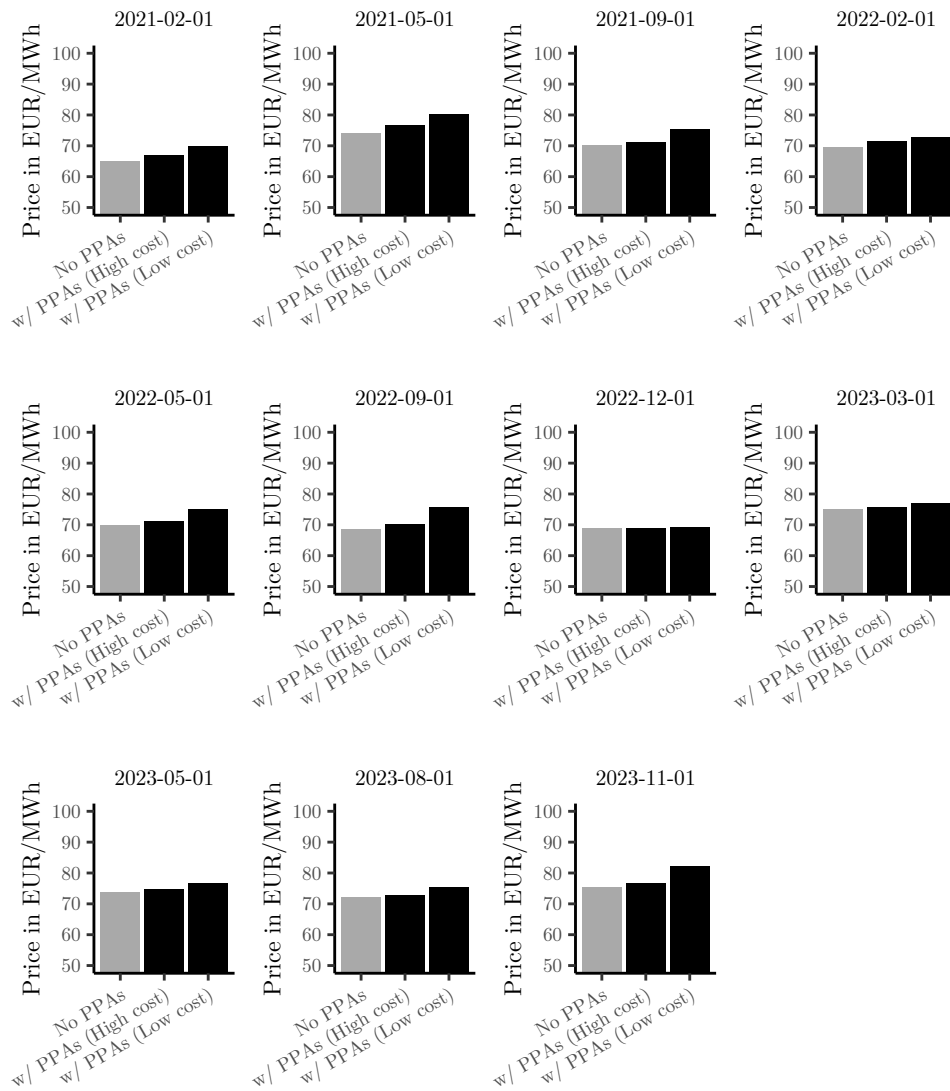 2021-02-01
Price in EUR/MWh
100
90
80
70
60
50
No PPAs
w/ PPAs (High cost)
w/ PPAs (Low cost)
2021-05-01
Price in EUR/MWh
100
90
80
70
60
50
No PPAs
w/ PPAs (High cost)
w/ PPAs (Low cost)
2021-09-01
Price in EUR/MWh
100
90
80
70
60
50
No PPAs
w/ PPAs (High cost)
w/ PPAs (Low cost)
2022-02-01
Price in EUR/MWh
100
90
80
70
60
50
No PPAs
w/ PPAs (High cost)
w/ PPAs (Low cost)
2022-05-01
Price in EUR/MWh
100
90
80
70
60
50
No PPAs
w/ PPAs (High cost)
w/ PPAs (Low cost)
2022-09-01
Price in EUR/MWh
100
90
80
70
60
50
No PPAs
w/ PPAs (High cost)
w/ PPAs (Low cost)
2022-12-01
Price in EUR/MWh
100
90
80
70
60
50
No PPAs
w/ PPAs (High cost)
w/ PPAs (Low cost)
2023-03-01
Price in EUR/MWh
100
90
80
70
60
50
No PPAs
w/ PPAs (High cost)
w/ PPAs (Low cost)
2023-05-01
Price in EUR/MWh
100
90
80
70
60
50
No PPAs
w/ PPAs (High cost)
w/ PPAs (Low cost)
2023-08-01
Price in EUR/MWh
100
90
80
70
60
50
No PPAs
w/ PPAs (High cost)
w/ PPAs (Low cost)
2023-11-01
Price in EUR/MWh
100
90
80
70
60
50
No PPAs
w/ PPAs (High cost)
w/ PPAs (Low cost)